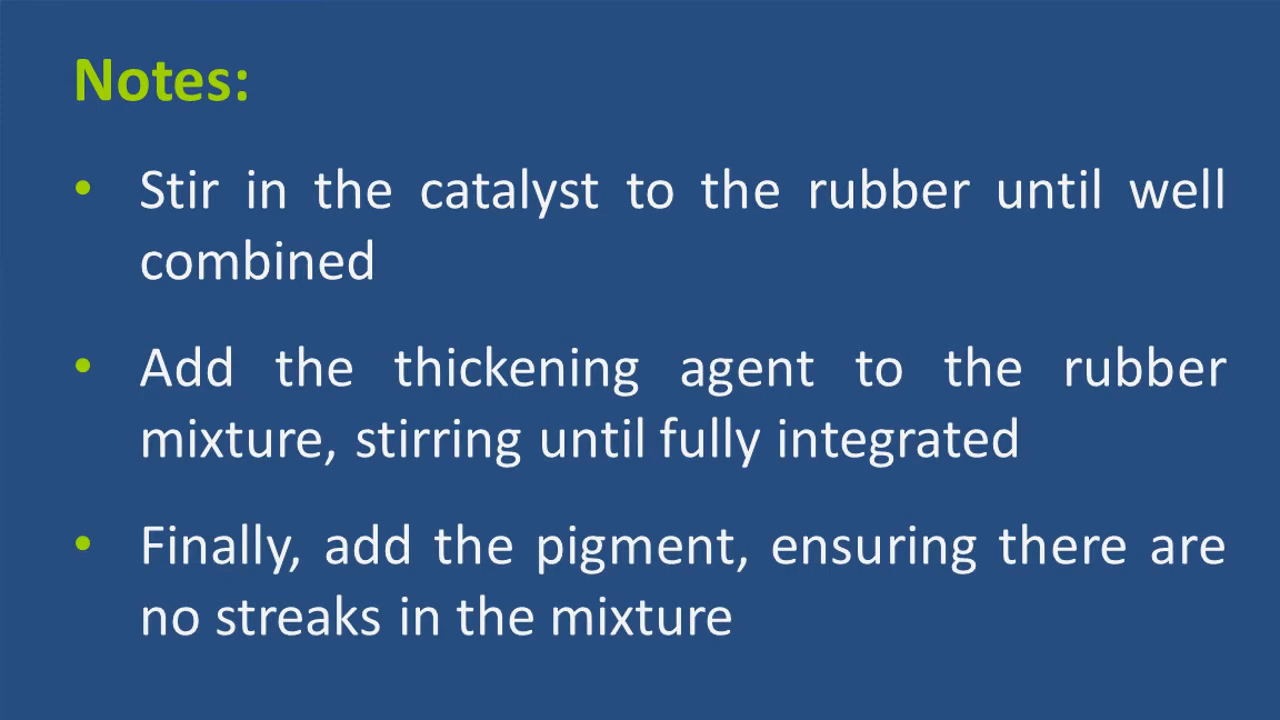 Notes:
• Stir in the catalyst to the rubber until well
combined
• Add the thickening agent to the rubber
mixture, stirring until fully integrated
• Finally, add the pigment, ensuring there are
no streaks in the mixture